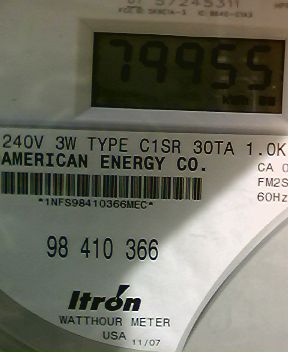 79955
240V 3W TYPE C1SR 30TA 1.0K
AMERICAN ENERGY CO.
CA 0
FM2S
60Hz
*1NFS98410366MEC*
98 410 366
Itron
WATTHOUR METER
USA 11/07